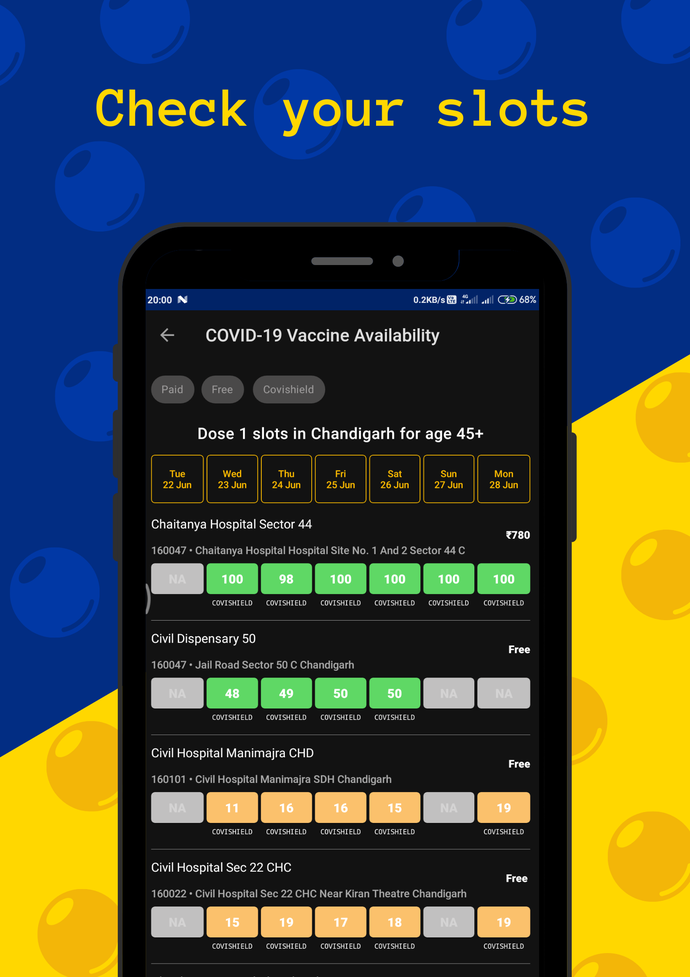 Check your slots
20:00
0.2KB/s 4G 68%
COVID-19 Vaccine Availability
Paid Free Covishield
Dose 1 slots in Chandigarh for age 45+
Tue Wed Thu Fri Sat Sun Mon
22 Jun 23 Jun 24 Jun 25 Jun 26 Jun 27 Jun 28 Jun
Chaitanya Hospital Sector 44
₹780
160047 • Chaitanya Hospital Hospital Site No. 1 And 2 Sector 44 C
NA 100 98 100 100 100 100
COVISHIELD COVISHIELD COVISHIELD COVISHIELD COVISHIELD COVISHIELD
Civil Dispensary 50
Free
160047 • Jail Road Sector 50 C Chandigarh
NA 48 49 50 50 NA NA
COVISHIELD COVISHIELD COVISHIELD COVISHIELD
Civil Hospital Manimajra CHD
Free
160101 • Civil Hospital Manimajra SDH Chandigarh
NA 11 16 16 15 NA 19
COVISHIELD COVISHIELD COVISHIELD COVISHIELD COVISHIELD
Civil Hospital Sec 22 CHC
Free
160022 • Civil Hospital Sec 22 CHC Near Kiran Theatre Chandigarh
NA 15 19 17 18 NA 19
COVISHIELD COVISHIELD COVISHIELD COVISHIELD COVISHIELD